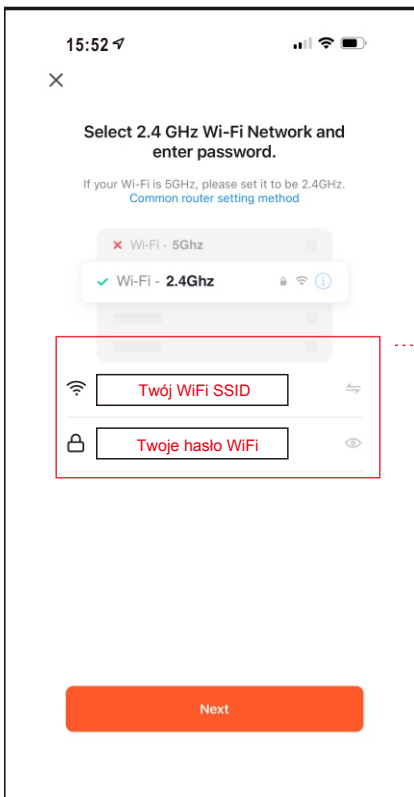 15:52
Select 2.4 GHz Wi-Fi Network and
enter password.
If your Wi-Fi is 5GHz, please set it to be 2.4GHz.
Common router setting method
Wi-Fi - 5Ghz
Wi-Fi - 2.4Ghz
Twój WiFi SSID
Twoje hasło WiFi
Next